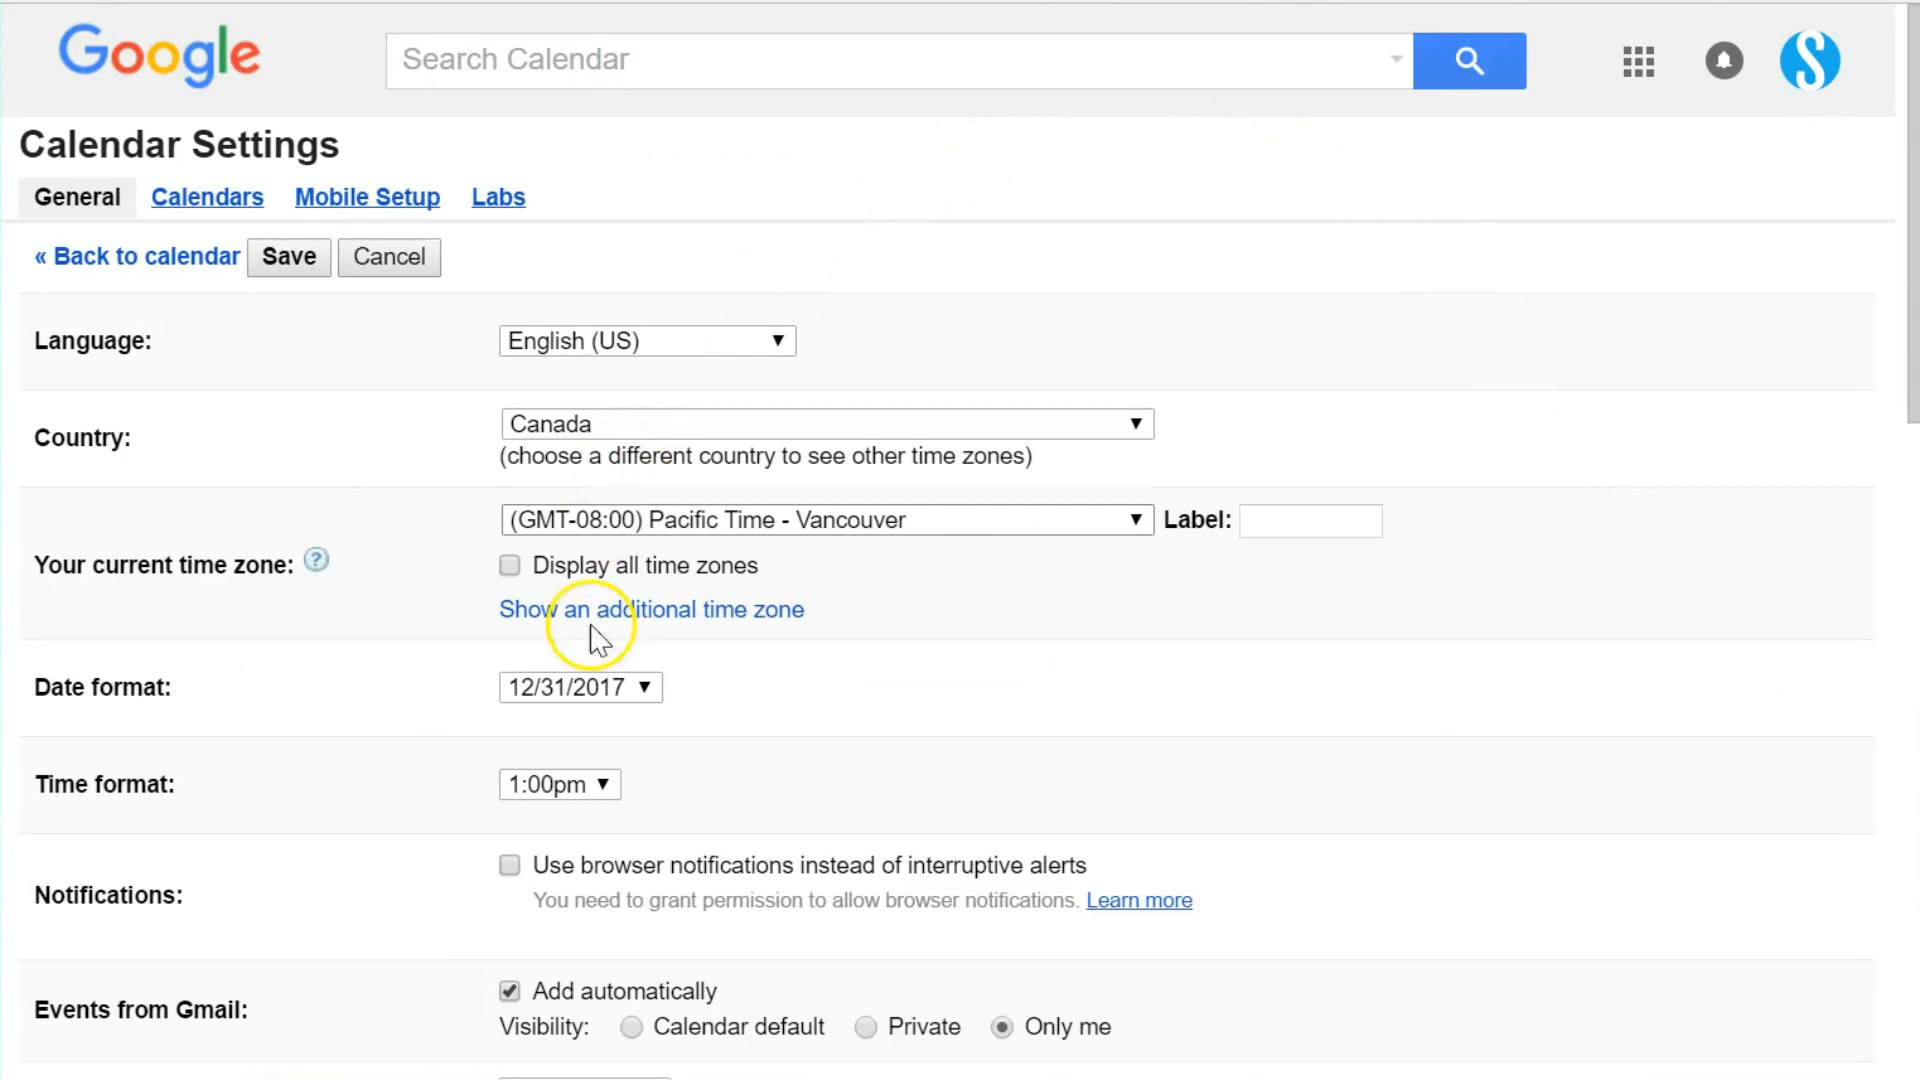 Google
Search Calendar
Calendar Settings
General Calendars Mobile Setup Labs
« Back to calendar Save Cancel
Language: English (US)
Country: Canada
(choose a different country to see other time zones)
(GMT-08:00) Pacific Time - Vancouver Label:
Your current time zone: ? Display all time zones
Show an additional time zone
Date format: 12/31/2017
Time format: 1:00pm
Use browser notifications instead of interruptive alerts
Notifications: You need to grant permission to allow browser notifications. Learn more
Add automatically
Events from Gmail:
Visibility: Calendar default Private Only me